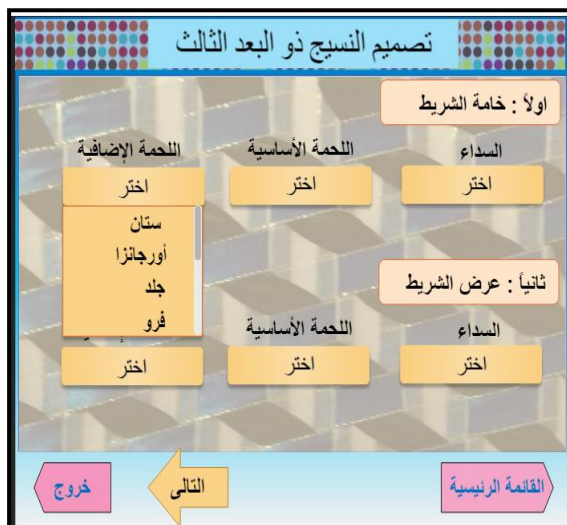 تصميم النسيج ذو البعد الثالث
اولاً : خامة الشريط
السداء اللحمة الأساسية اللحمة الإضافية
اختر اختر اختر
ستان
أورجانزا
جلد
فرو
ثانياً : عرض الشريط
السداء اللحمة الأساسية
اختر اختر اختر
القائمة الرئيسية التالى خروج